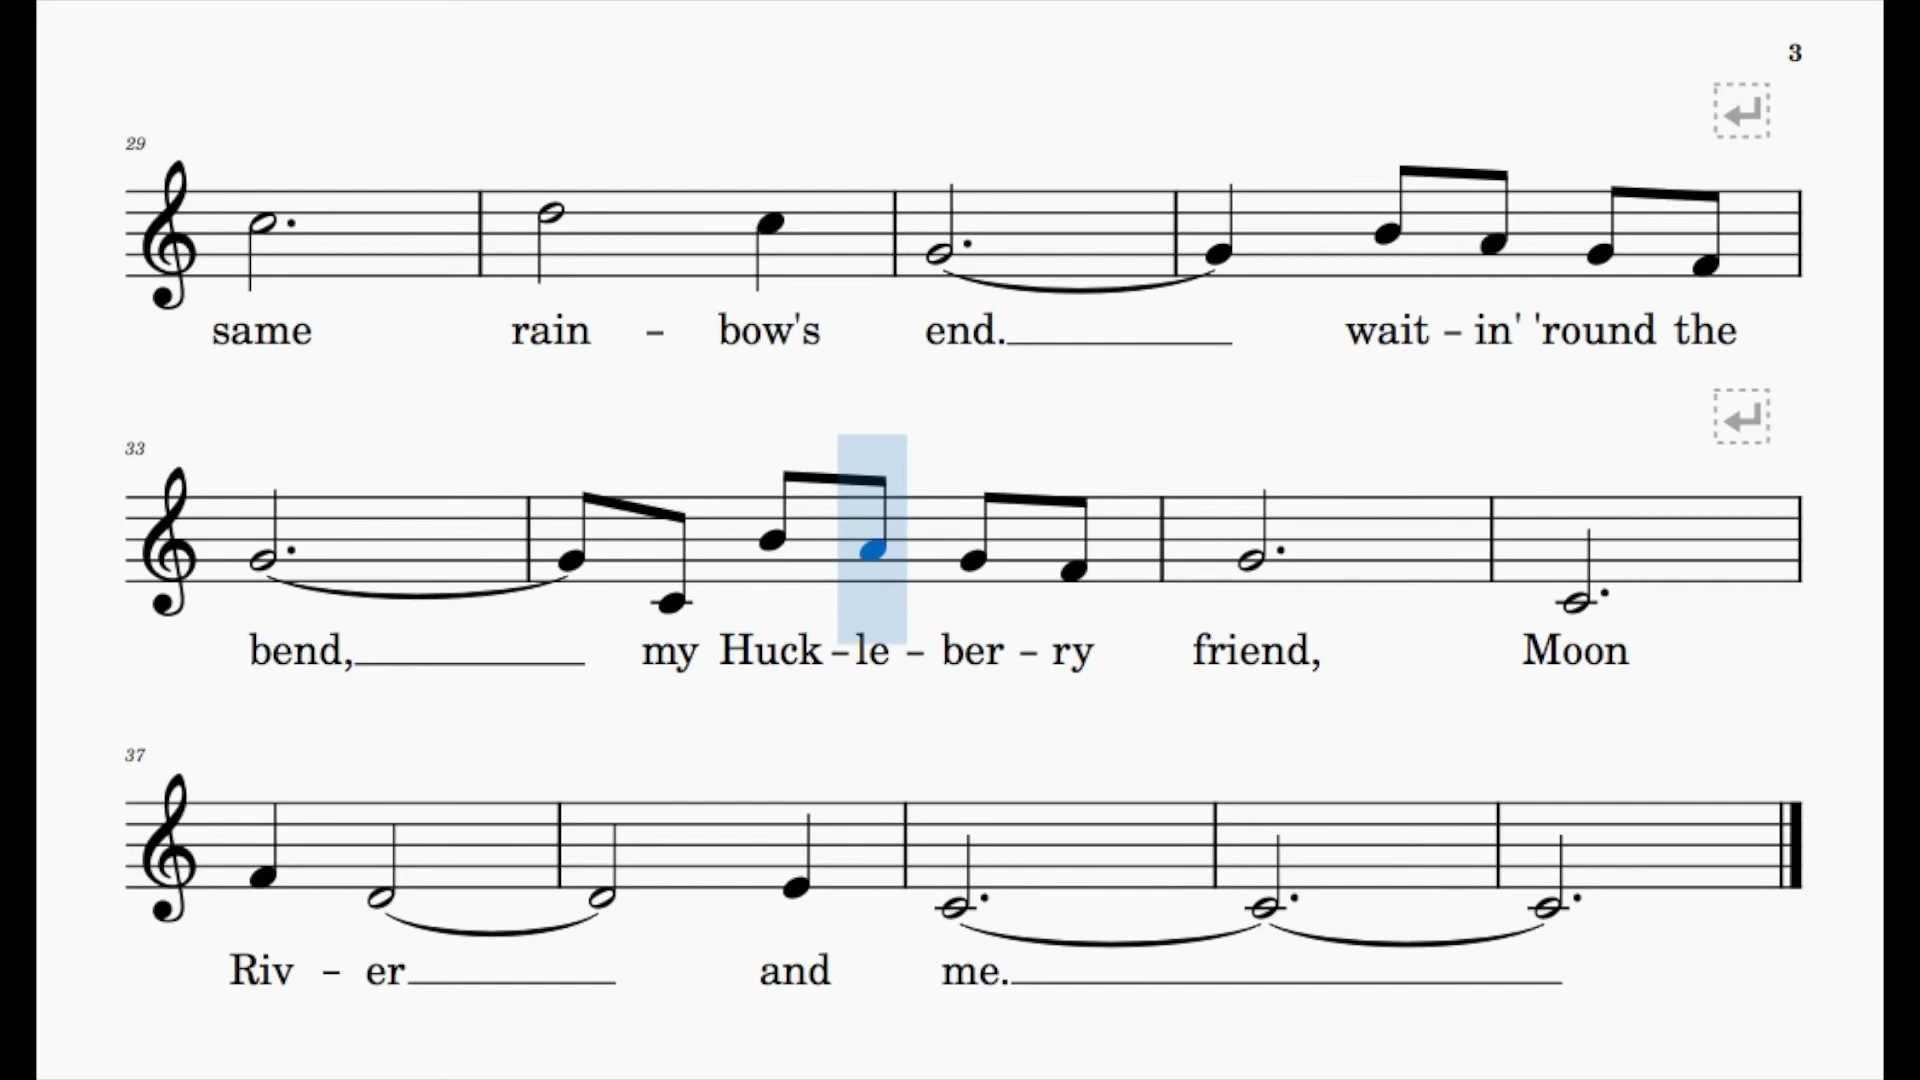 3
29
same rain - bow's end. wait - in' 'round the
33
bend, my Huck - le - ber - ry friend, Moon
37
Riv - er and me.